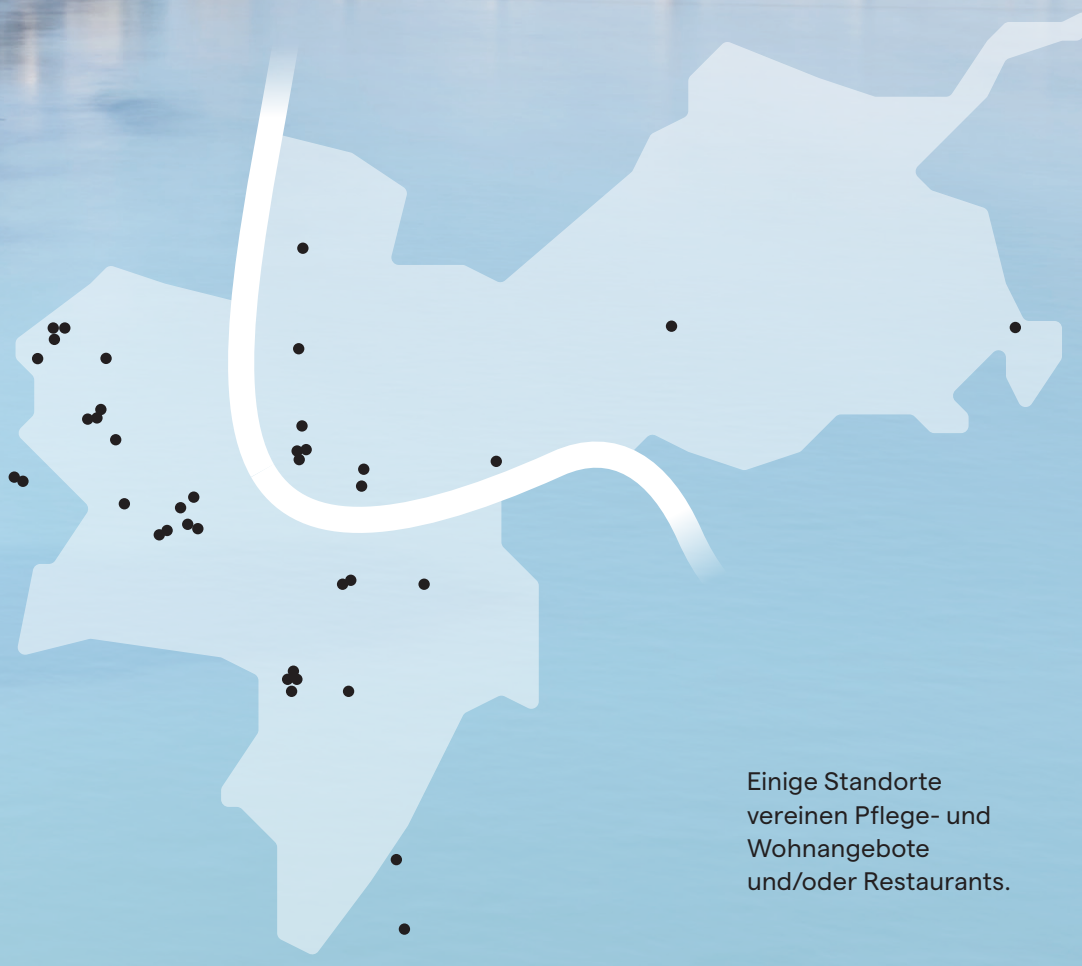 Einige Standorte
vereinen Pflege- und
Wohnangebote
und/oder Restaurants.